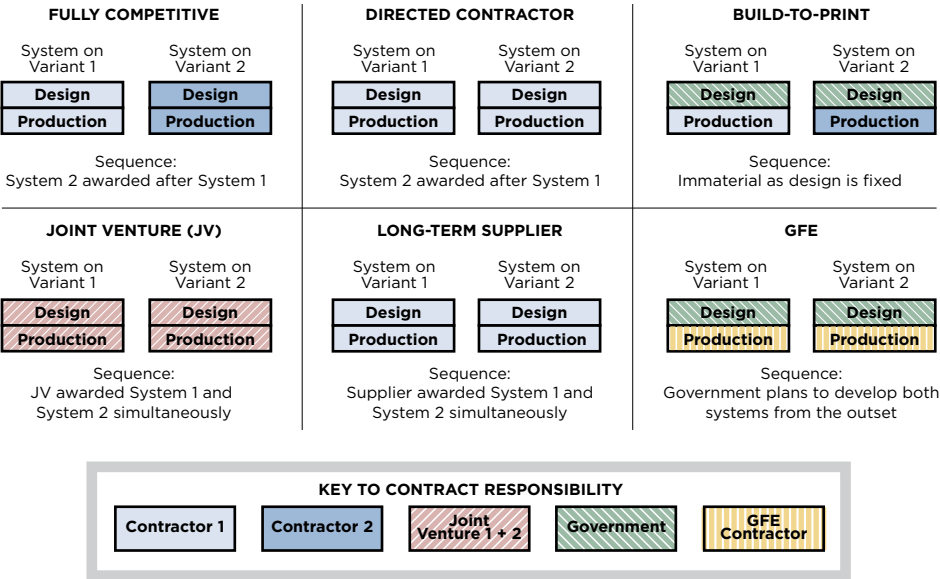 FULLY COMPETITIVE
System on
Variant 1
System on
Variant 2
Design
Production
Design
Production
Sequence:
System 2 awarded after System 1
DIRECTED CONTRACTOR
System on
Variant 1
System on
Variant 2
Design
Production
Design
Production
Sequence:
System 2 awarded after System 1
BUILD-TO-PRINT
System on
Variant 1
System on
Variant 2
Design
Production
Design
Production
Sequence:
Immaterial as design is fixed
JOINT VENTURE (JV)
System on
Variant 1
System on
Variant 2
Design
Production
Design
Production
Sequence:
JV awarded System 1 and
System 2 simultaneously
LONG-TERM SUPPLIER
System on
Variant 1
System on
Variant 2
Design
Production
Design
Production
Sequence:
Supplier awarded System 1 and
System 2 simultaneously
GFE
System on
Variant 1
System on
Variant 2
Design
Production
Design
Production
Sequence:
Government plans to develop both
systems from the outset
KEY TO CONTRACT RESPONSIBILITY
Contractor 1
Contractor 2
Joint
Venture 1 + 2
Government
GFE
Contractor